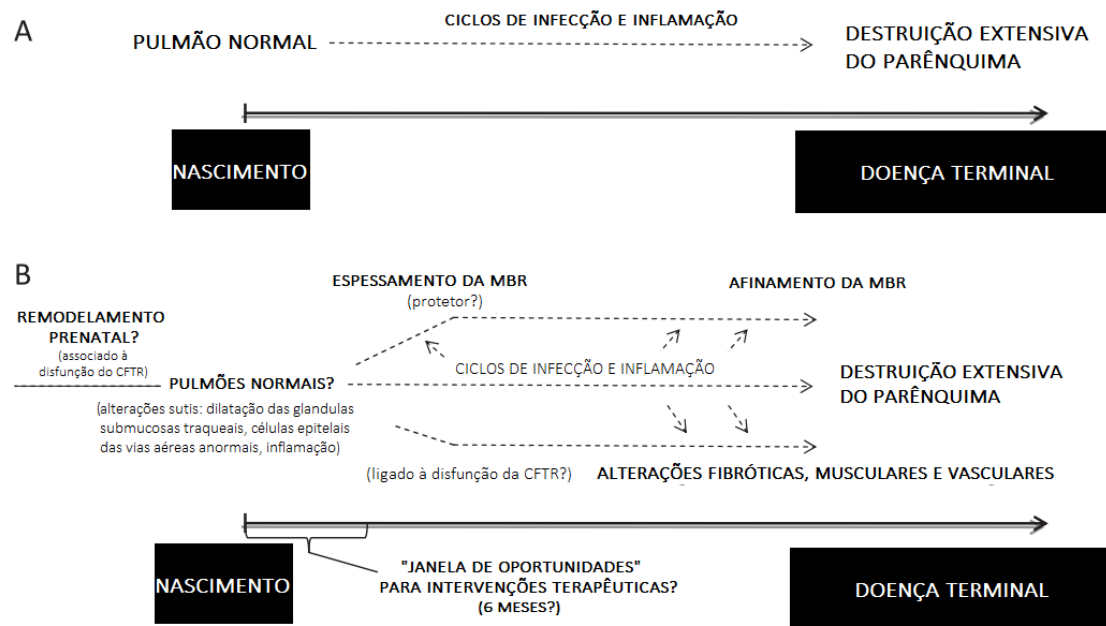 A
CICLOS DE INFECÇÃO E INFLAMAÇÃO
PULMÃO NORMAL
DESTRUIÇÃO EXTENSIVA
DO PARÊNQUIMA
NASCIMENTO
DOENÇA TERMINAL
B
ESPESSAMENTO DA MBR
(protetor?)
AFINAMENTO DA MBR
REMODELAMENTO
PRENATAL?
(associado à
disfunção do CFTR)
CICLOS DE INFECÇÃO E INFLAMAÇÃO
PULMÕES NORMAIS?
(alterações sutis: dilatação das glandulas
submucosas traqueais, células epitelais
das vias aéreas anormais, inflamação)
DESTRUIÇÃO EXTENSIVA
DO PARÊNQUIMA
(ligado à disfunção da CFTR?)
ALTERAÇÕES FIBRÓTICAS, MUSCULARES E VASCULARES
NASCIMENTO
"JANELA DE OPORTUNIDADES"
PARA INTERVENÇÕES TERAPÊUTICAS?
(6 MESES?)
DOENÇA TERMINAL